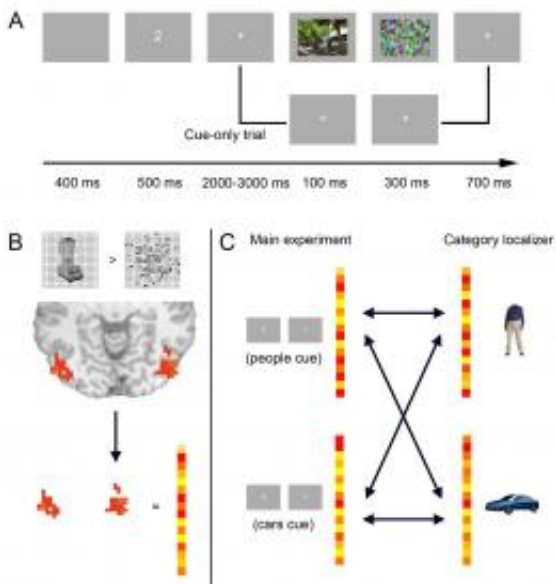 A
2
+
+
Cue-only trial
+
+
400 ms
500 ms
2000-3000 ms
100 ms
300 ms
700 ms
B
>
=
C
Main experiment
Category localizer
(people cue)
(cars cue)